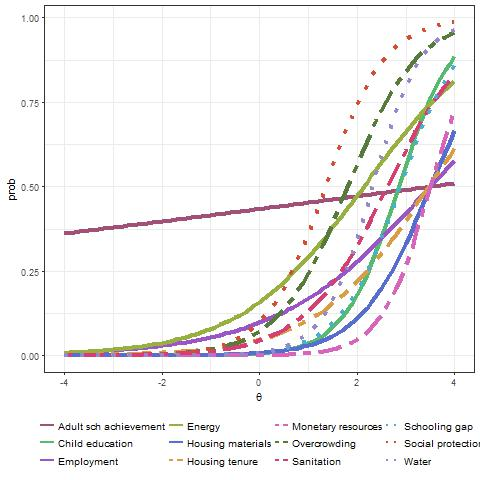 1.00
0.75
0.50
0.25
0.00
prob
-4 -2 0 2 4
θ
Adult sch achievement Energy Monetary resources Schooling gap
Child education Housing materials Overcrowding Social protection
Employment Housing tenure Sanitation Water